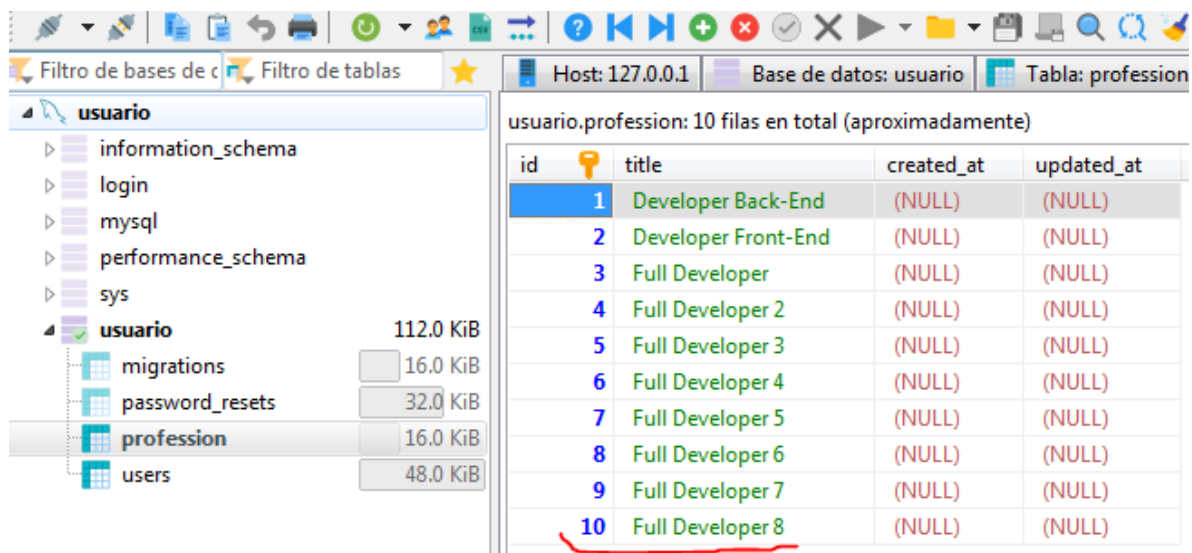 CSV
Filtro de bases de c Filtro de tablas
Host: 127.0.0.1 Base de datos: usuario Tabla: profession
usuario
information_schema
login
mysql
performance_schema
sys
usuario 112.0 KiB
migrations 16.0 KiB
password_resets 32.0 KiB
profession 16.0 KiB
users 48.0 KiB
usuario.profession: 10 filas en total (aproximadamente)
id title created_at updated_at
1 Developer Back-End (NULL) (NULL)
2 Developer Front-End (NULL) (NULL)
3 Full Developer (NULL) (NULL)
4 Full Developer 2 (NULL) (NULL)
5 Full Developer 3 (NULL) (NULL)
6 Full Developer 4 (NULL) (NULL)
7 Full Developer 5 (NULL) (NULL)
8 Full Developer 6 (NULL) (NULL)
9 Full Developer 7 (NULL) (NULL)
10 Full Developer 8 (NULL) (NULL)